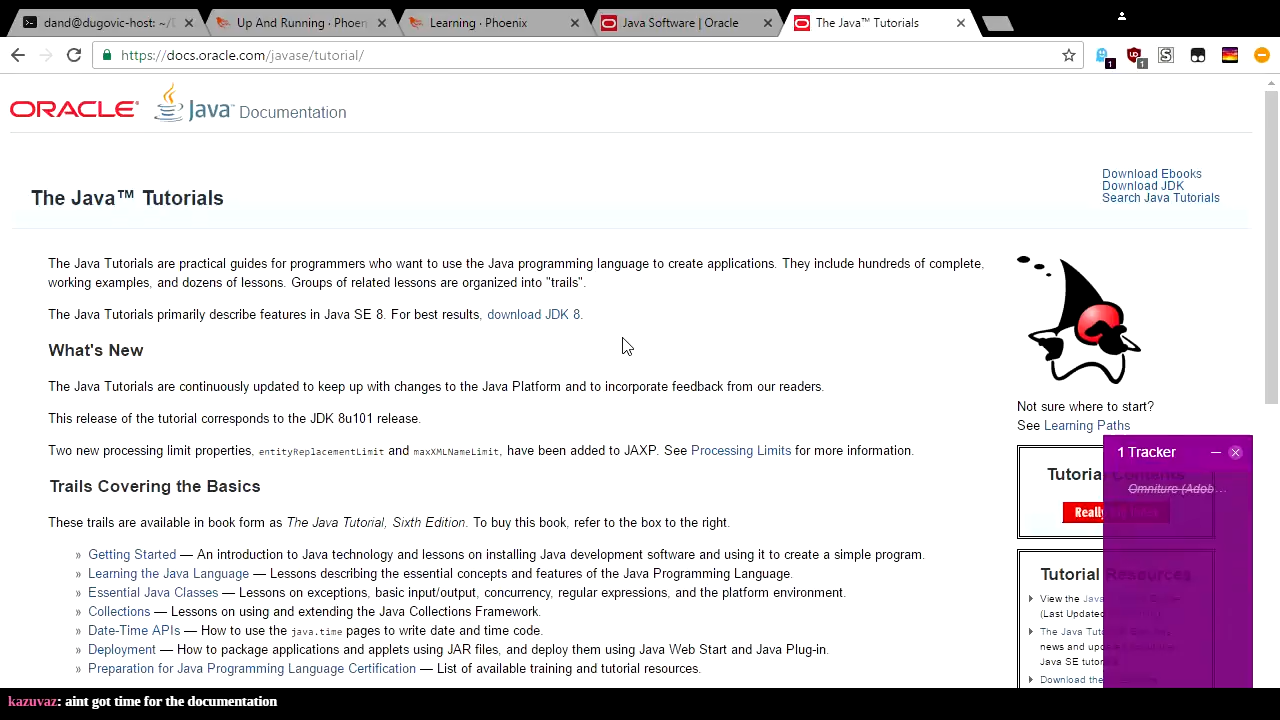 dand@dugovic-host: ~/
Up And Running · Phoen
Learning · Phoenix
Java Software | Oracle
The Java™ Tutorials
https://docs.oracle.com/javase/tutorial/
1
1
ORACLE Java Documentation
Download Ebooks
Download JDK
Search Java Tutorials
The Java™ Tutorials
The Java Tutorials are practical guides for programmers who want to use the Java programming language to create applications. They include hundreds of complete,
working examples, and dozens of lessons. Groups of related lessons are organized into "trails".
The Java Tutorials primarily describe features in Java SE 8. For best results, download JDK 8.
What's New
The Java Tutorials are continuously updated to keep up with changes to the Java Platform and to incorporate feedback from our readers.
This release of the tutorial corresponds to the JDK 8u101 release.
Two new processing limit properties, entityReplacementLimit and maxXMLNameLimit, have been added to JAXP. See Processing Limits for more information.
Trails Covering the Basics
These trails are available in book form as The Java Tutorial, Sixth Edition. To buy this book, refer to the box to the right.
» Getting Started — An introduction to Java technology and lessons on installing Java development software and using it to create a simple program.
» Learning the Java Language — Lessons describing the essential concepts and features of the Java Programming Language.
» Essential Java Classes — Lessons on exceptions, basic input/output, concurrency, regular expressions, and the platform environment.
» Collections — Lessons on using and extending the Java Collections Framework.
» Date-Time APIs — How to use the java.time pages to write date and time code.
» Deployment — How to package applications and applets using JAR files, and deploy them using Java Web Start and Java Plug-in.
» Preparation for Java Programming Language Certification — List of available training and tutorial resources.
Not sure where to start?
See Learning Paths
1 Tracker
Omniture (Adob...
Tutorial Contents
Really
Tutorial Resources
View the
(Last Updated
The Java
news and
Java SE
Download the
kazuvaz: aint got time for the documentation